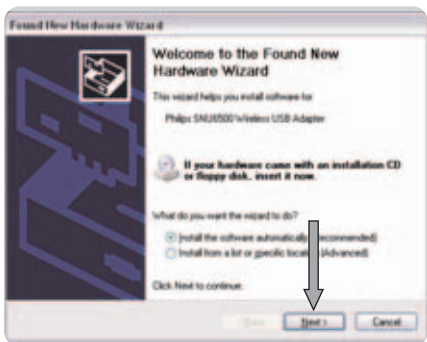 Found New Hardware Wizard
Welcome to the Found New
Hardware Wizard
This wizard helps you install software for:
Philips SNU6500 Wireless USB Adapter
If your hardware came with an installation CD
or floppy disk, insert it now.
What do you want the wizard to do?
Install the software automatically (Recommended)
Install from a list or specific location (Advanced)
Click Next to continue.
Next > Cancel